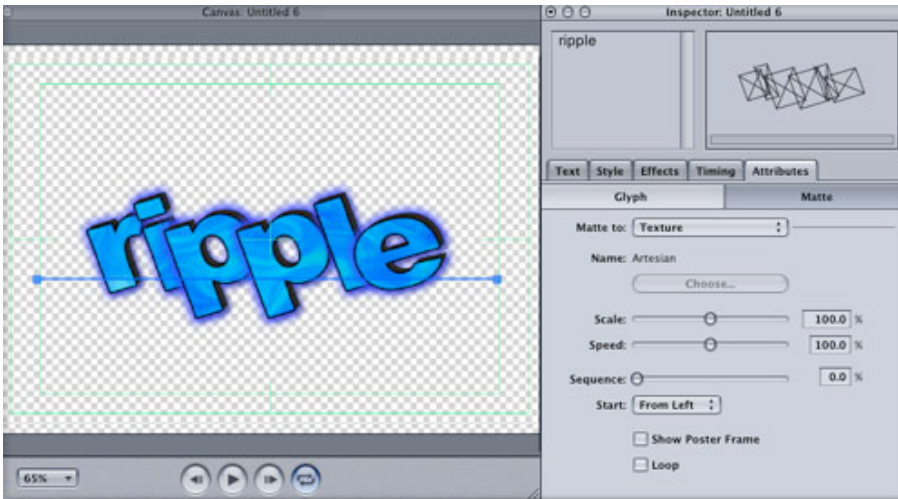 Canvas: Untitled 6
ripple
65%
Inspector: Untitled 6
ripple
Text Style Effects Timing Attributes
Glyph Matte
Matte to: Texture
Name: Artesian
Choose...
Scale: 100.0 %
Speed: 100.0 %
Sequence: 0.0 %
Start: From Left
Show Poster Frame
Loop